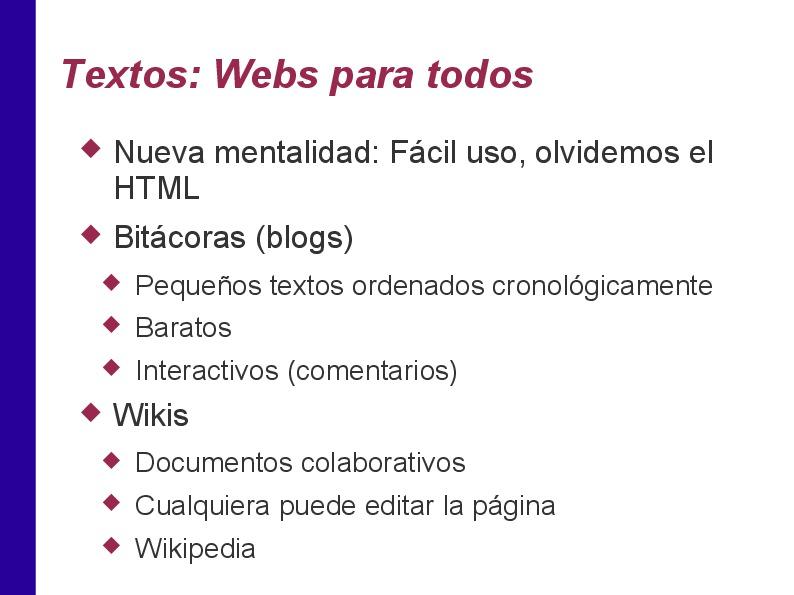 Textos: Webs para todos
Nueva mentalidad: Fácil uso, olvidemos el
HTML
Bitácoras (blogs)
Pequeños textos ordenados cronológicamente
Baratos
Interactivos (comentarios)
Wikis
Documentos colaborativos
Cualquiera puede editar la página
Wikipedia